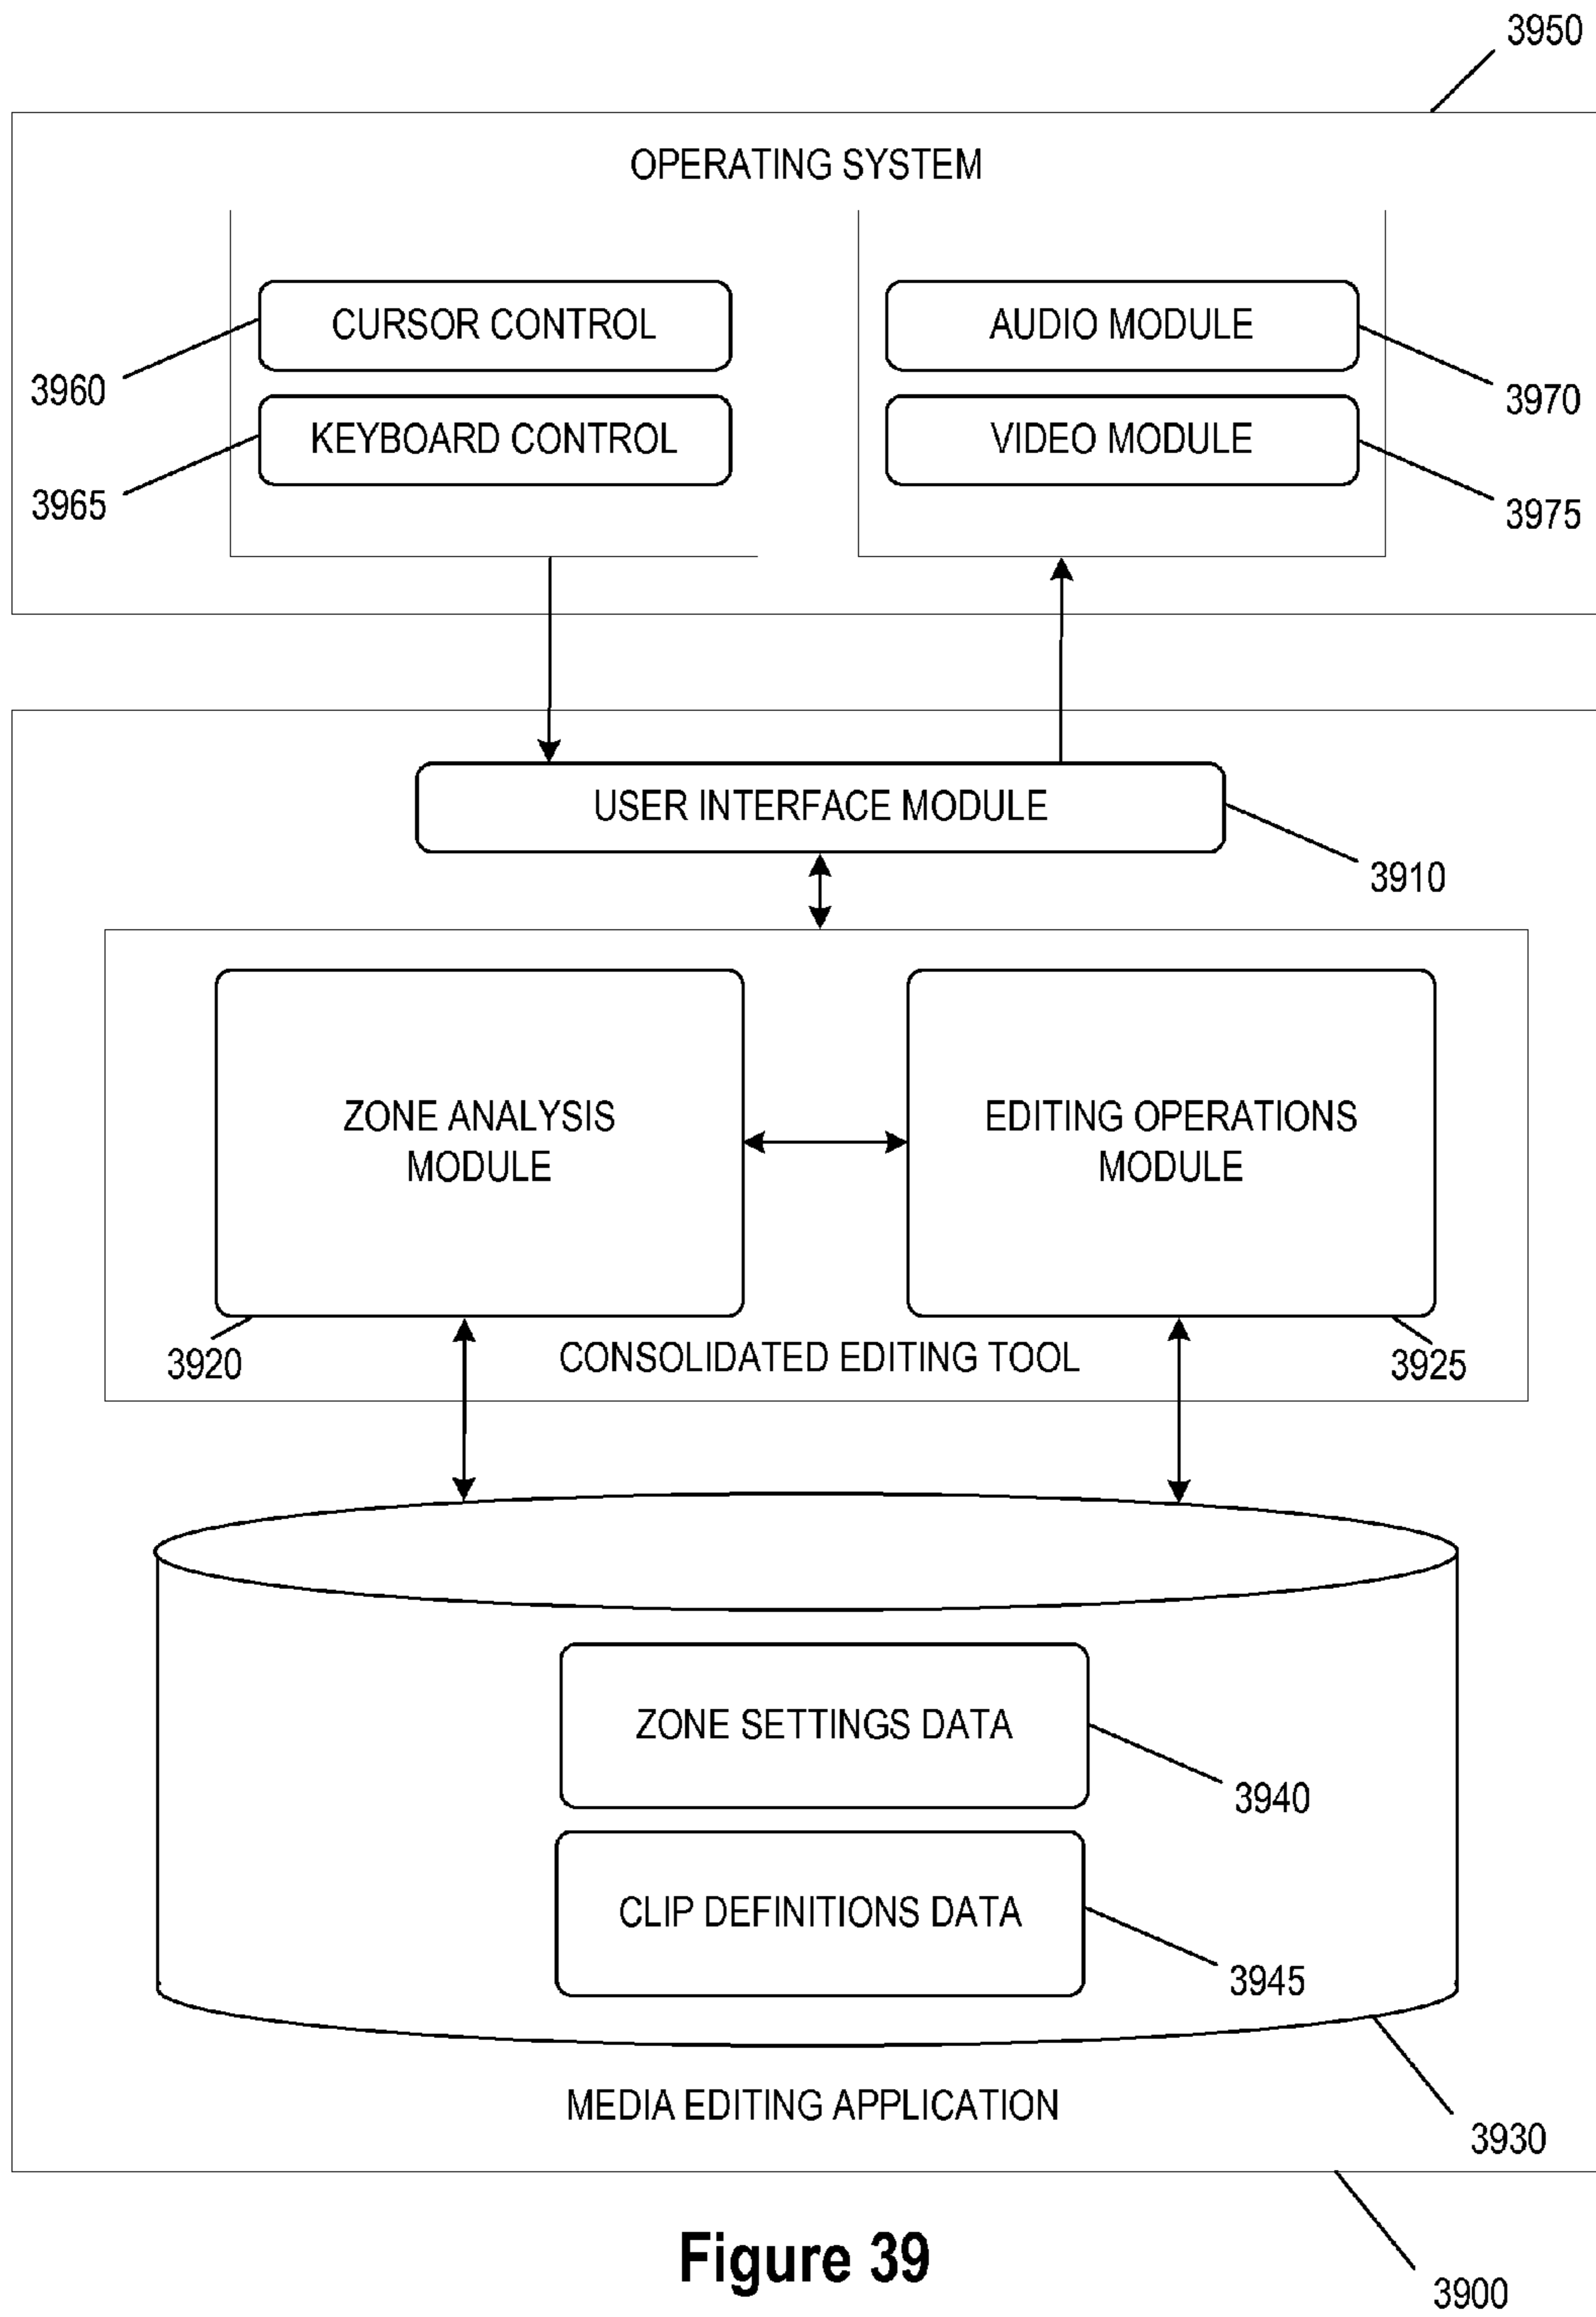 3950
OPERATING SYSTEM
CURSOR CONTROL
AUDIO MODULE
3960
3970
KEYBOARD CONTROL
VIDEO MODULE
3965
3975
USER INTERFACE MODULE
3910
ZONE ANALYSIS
MODULE
EDITING OPERATIONS
MODULE
3920
CONSOLIDATED EDITING TOOL
3925
ZONE SETTINGS DATA
3940
CLIP DEFINITIONS DATA
3945
MEDIA EDITING APPLICATION
3930
Figure 39
3900